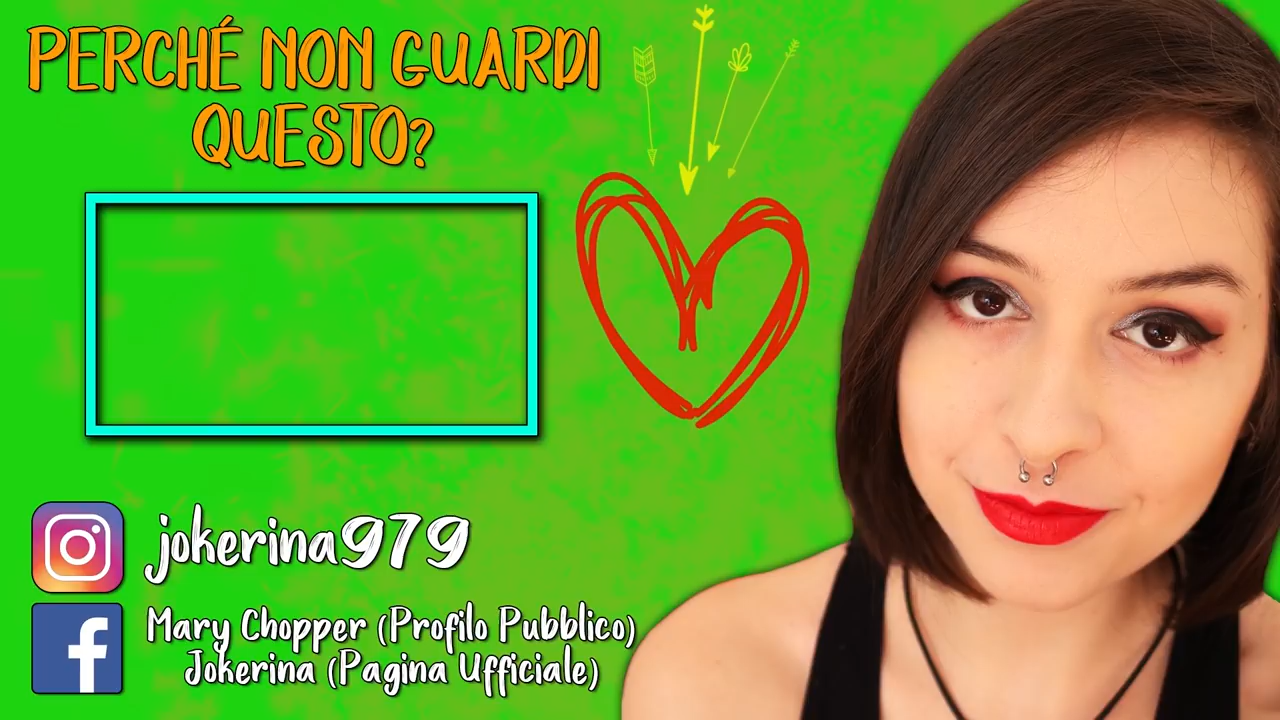 PERCHÉ NON GUARDI
QUESTO?
jokerina979
Mary Chopper (Profilo Pubblico)
Jokerina (Pagina Ufficiale)